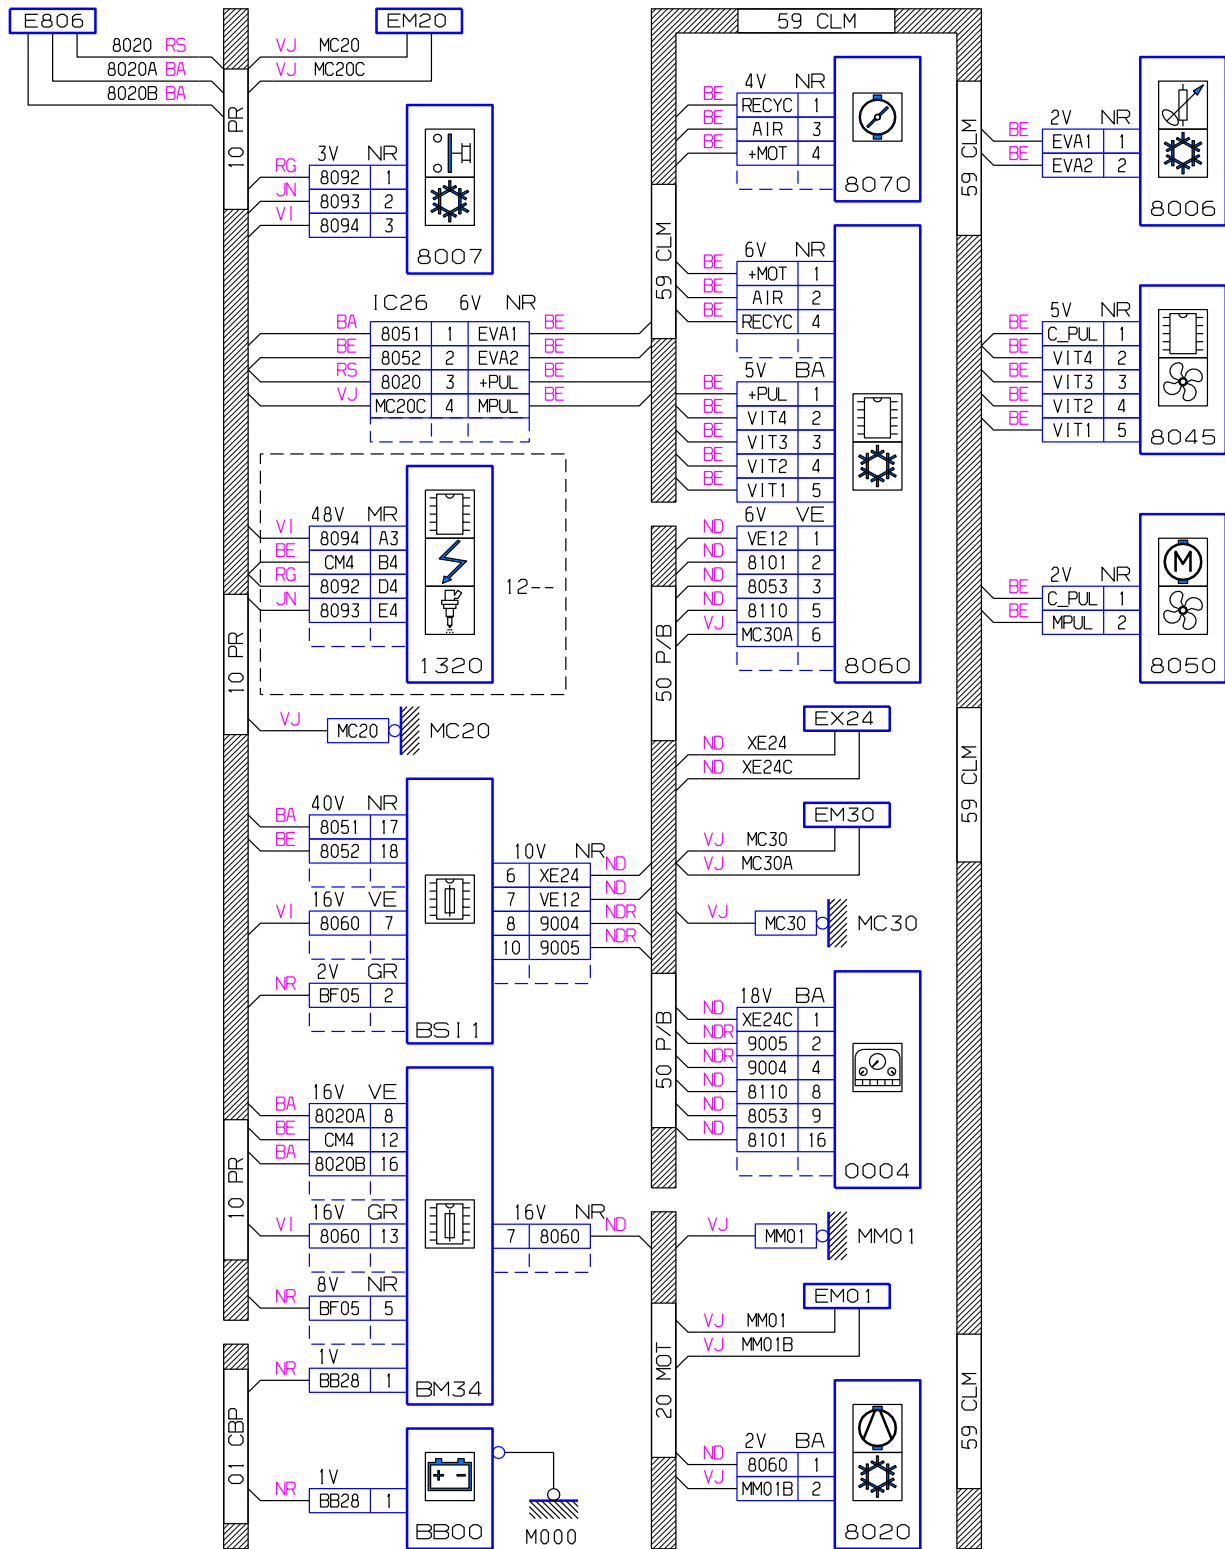 E806
8020 RS
8020A BA
8020B BA
10 PR
EM20
VJ MC20
VJ MC20C
3V NR
RG 8092 1
JN 8093 2
VI 8094 3
8007
IC26 6V NR
BA 8051 1 EVA1 BE
BE 8052 2 EVA2 BE
RS 8020 3 +PUL BE
VJ MC20C 4 MPUL BE
48V MR
VI 8094 A3
BE CM4 B4
RG 8092 D4
JN 8093 E4
1320
12--
10 PR
VJ MC20 MC20
40V NR
BA 8051 17
BE 8052 18
16V VE
VI 8060 7
2V GR
NR BF05 2
BSI1
10V NR
6 XE24 ND
7 VE12 ND
8 9004 NDR
10 9005 NDR
16V VE
BA 8020A 8
BE CM4 12
BA 8020B 16
10 PR
16V GR
VI 8060 13
8V NR
NR BF05 5
1V
NR BB28 1
BM34
16V NR
7 8060 ND
01 CBP
1V
NR BB28 1
BB00
+ -
M000
59 CLM
4V NR
BE RECYC 1
BE AIR 3
BE +MOT 4
8070
59 CLM
6V NR
BE +MOT 1
BE AIR 2
BE RECYC 4
5V BA
BE +PUL 1
BE VIT4 2
BE VIT3 3
BE VIT2 4
BE VIT1 5
6V VE
ND VE12 1
ND 8101 2
ND 8053 3
ND 8110 5
VJ MC30A 6
8060
50 P/B
EX24
ND XE24
ND XE24C
EM30
VJ MC30
VJ MC30A
VJ MC30 MC30
50 P/B
18V BA
ND XE24C 1
NDR 9005 2
NDR 9004 4
ND 8110 8
ND 8053 9
ND 8101 16
0004
VJ MM01 MM01
EM01
VJ MM01
VJ MM01B
20 MOT
2V BA
ND 8060 1
VJ MM01B 2
8020
59 CLM
2V NR
BE EVA1 1
BE EVA2 2
8006
5V NR
BE C_PUL 1
BE VIT4 2
BE VIT3 3
BE VIT2 4
BE VIT1 5
8045
M
2V NR
BE C_PUL 1
BE MPUL 2
8050
59 CLM
59 CLM